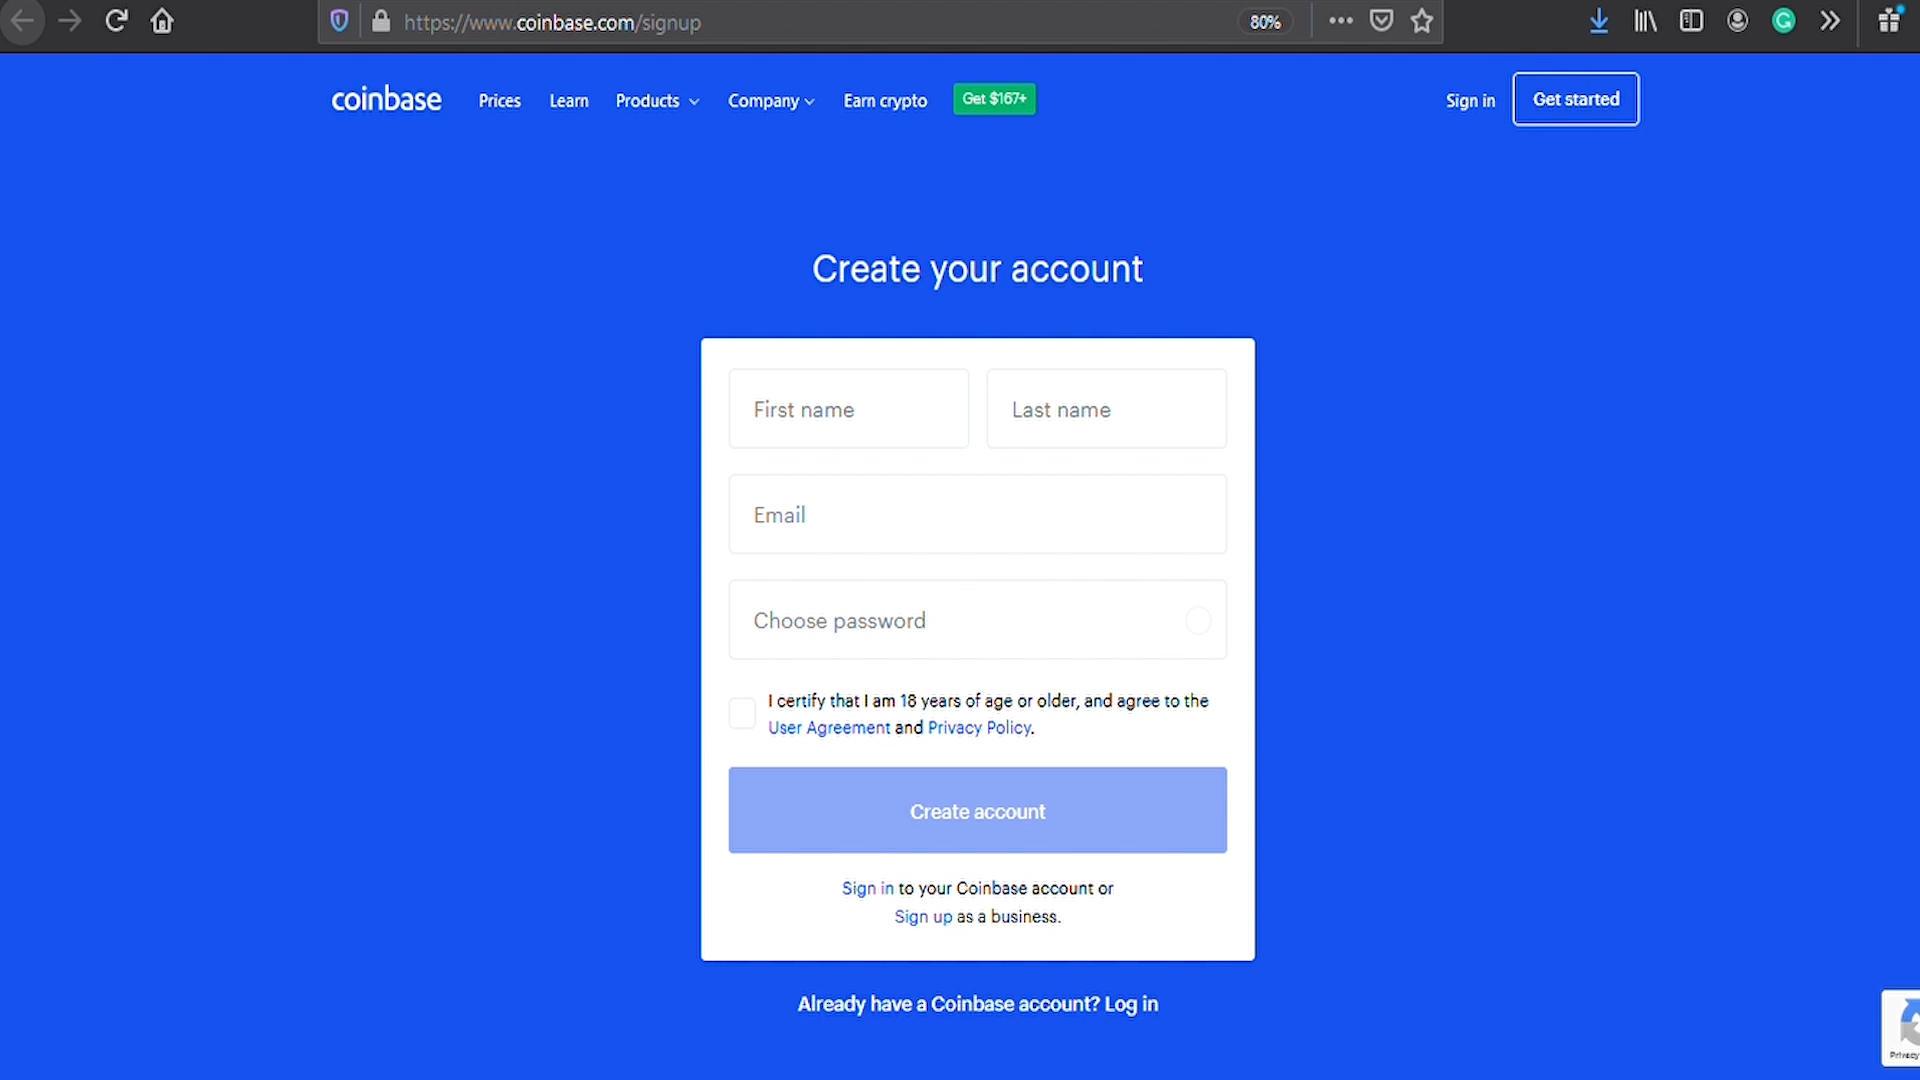 https://www.coinbase.com/signup
80%
coinbase
Prices
Learn
Products
Company
Earn crypto
Get $167+
Sign in
Get started
Create your account
First name
Last name
Email
Choose password
I certify that I am 18 years of age or older, and agree to the
User Agreement and Privacy Policy.
Create account
Sign in to your Coinbase account or
Sign up as a business.
Already have a Coinbase account? Log in
Privacy